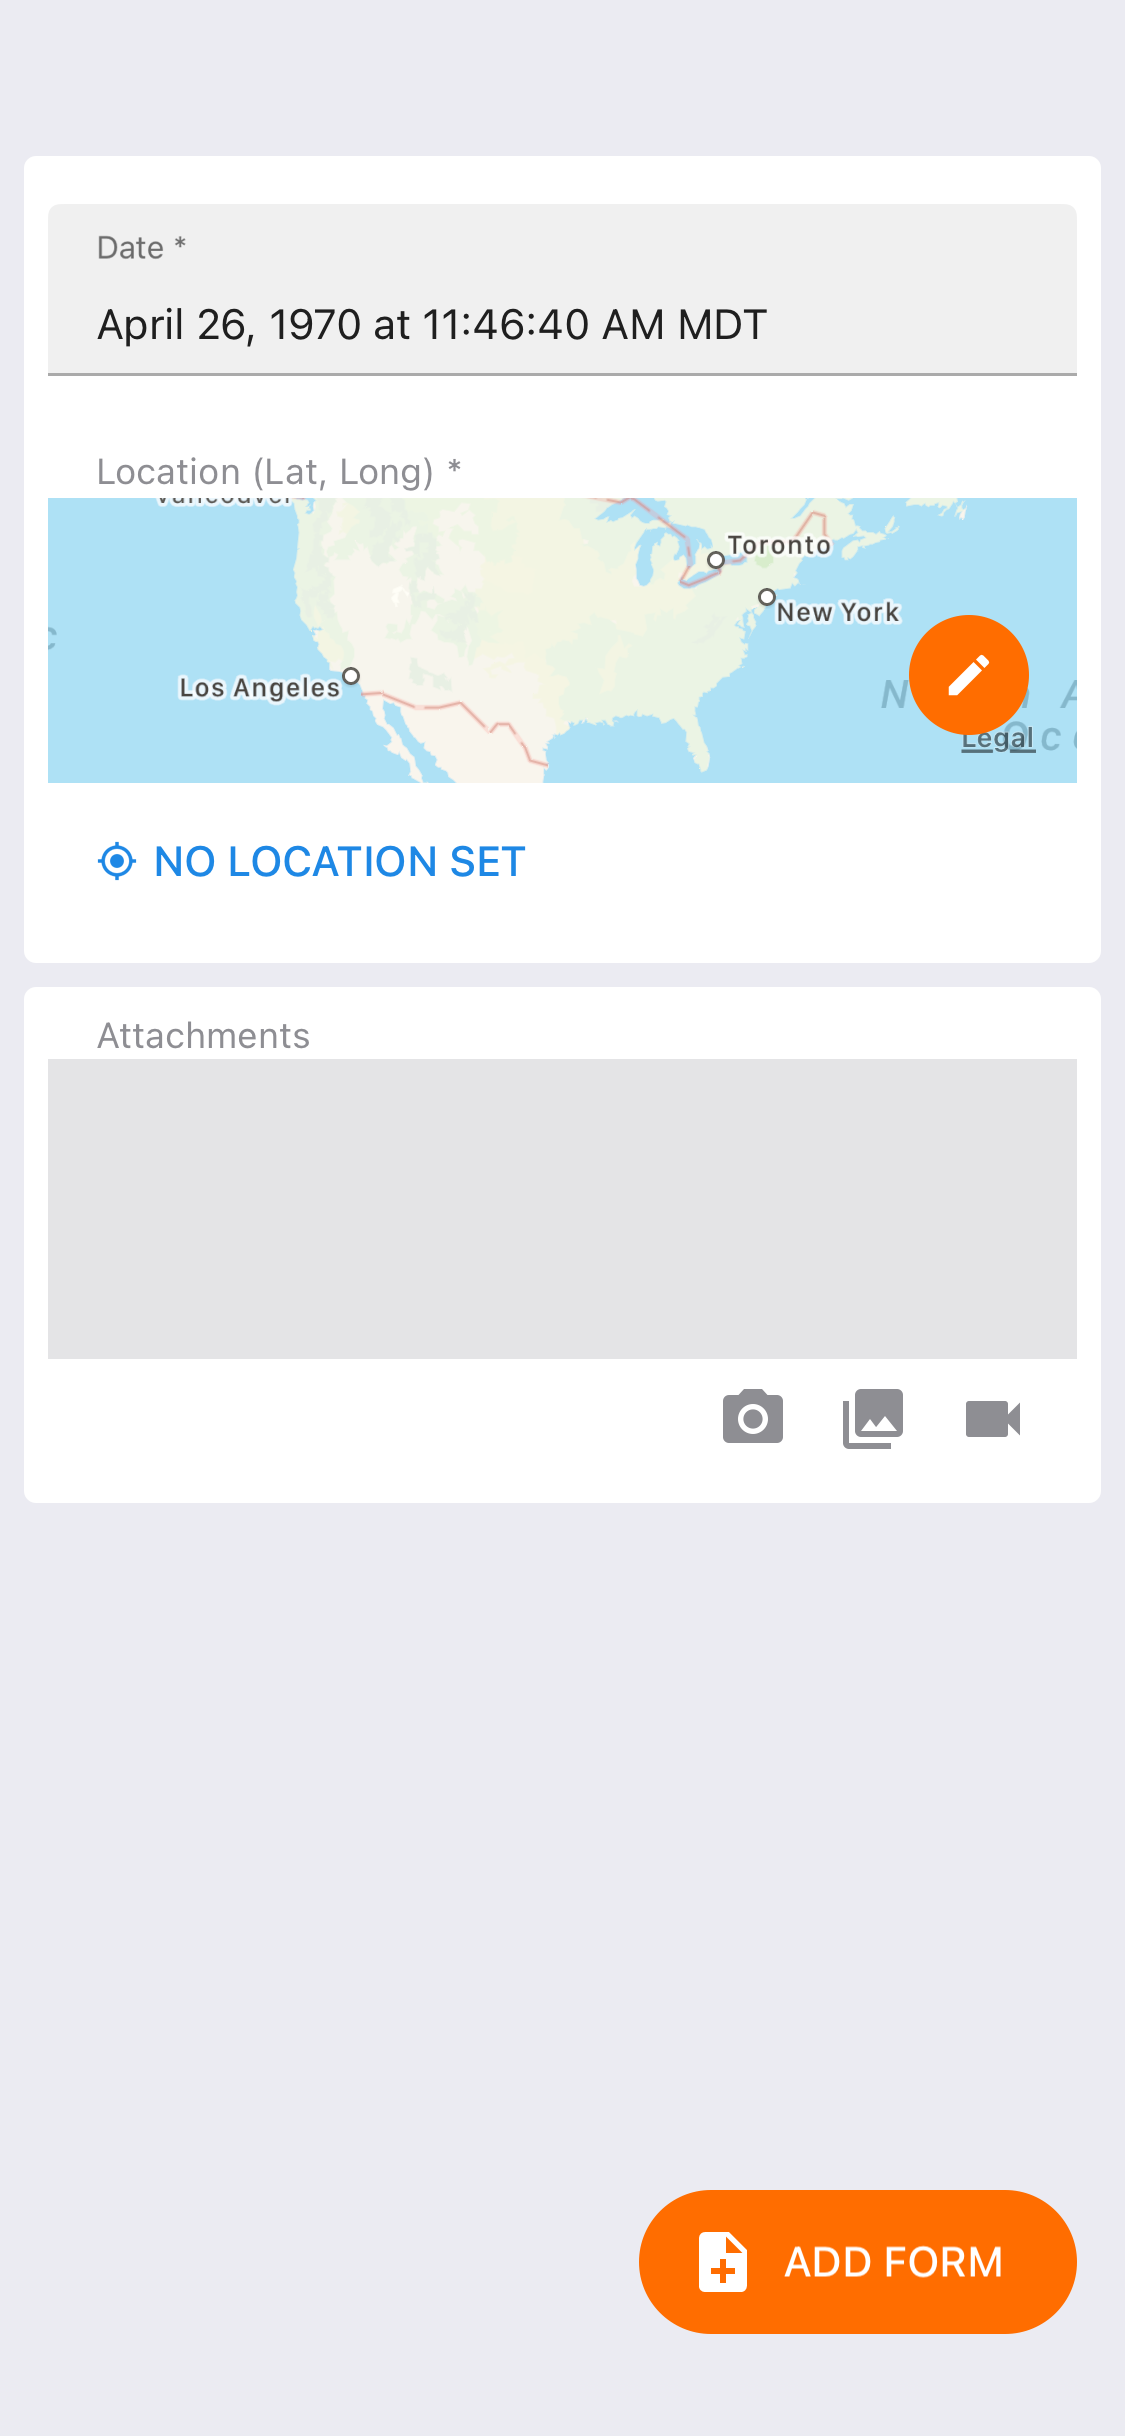 Date *
April 26, 1970 at 11:46:40 AM MDT
Location (Lat, Long) *
Vancouver
Toronto
New York
Los Angeles
Legal
NO LOCATION SET
Attachments
ADD FORM